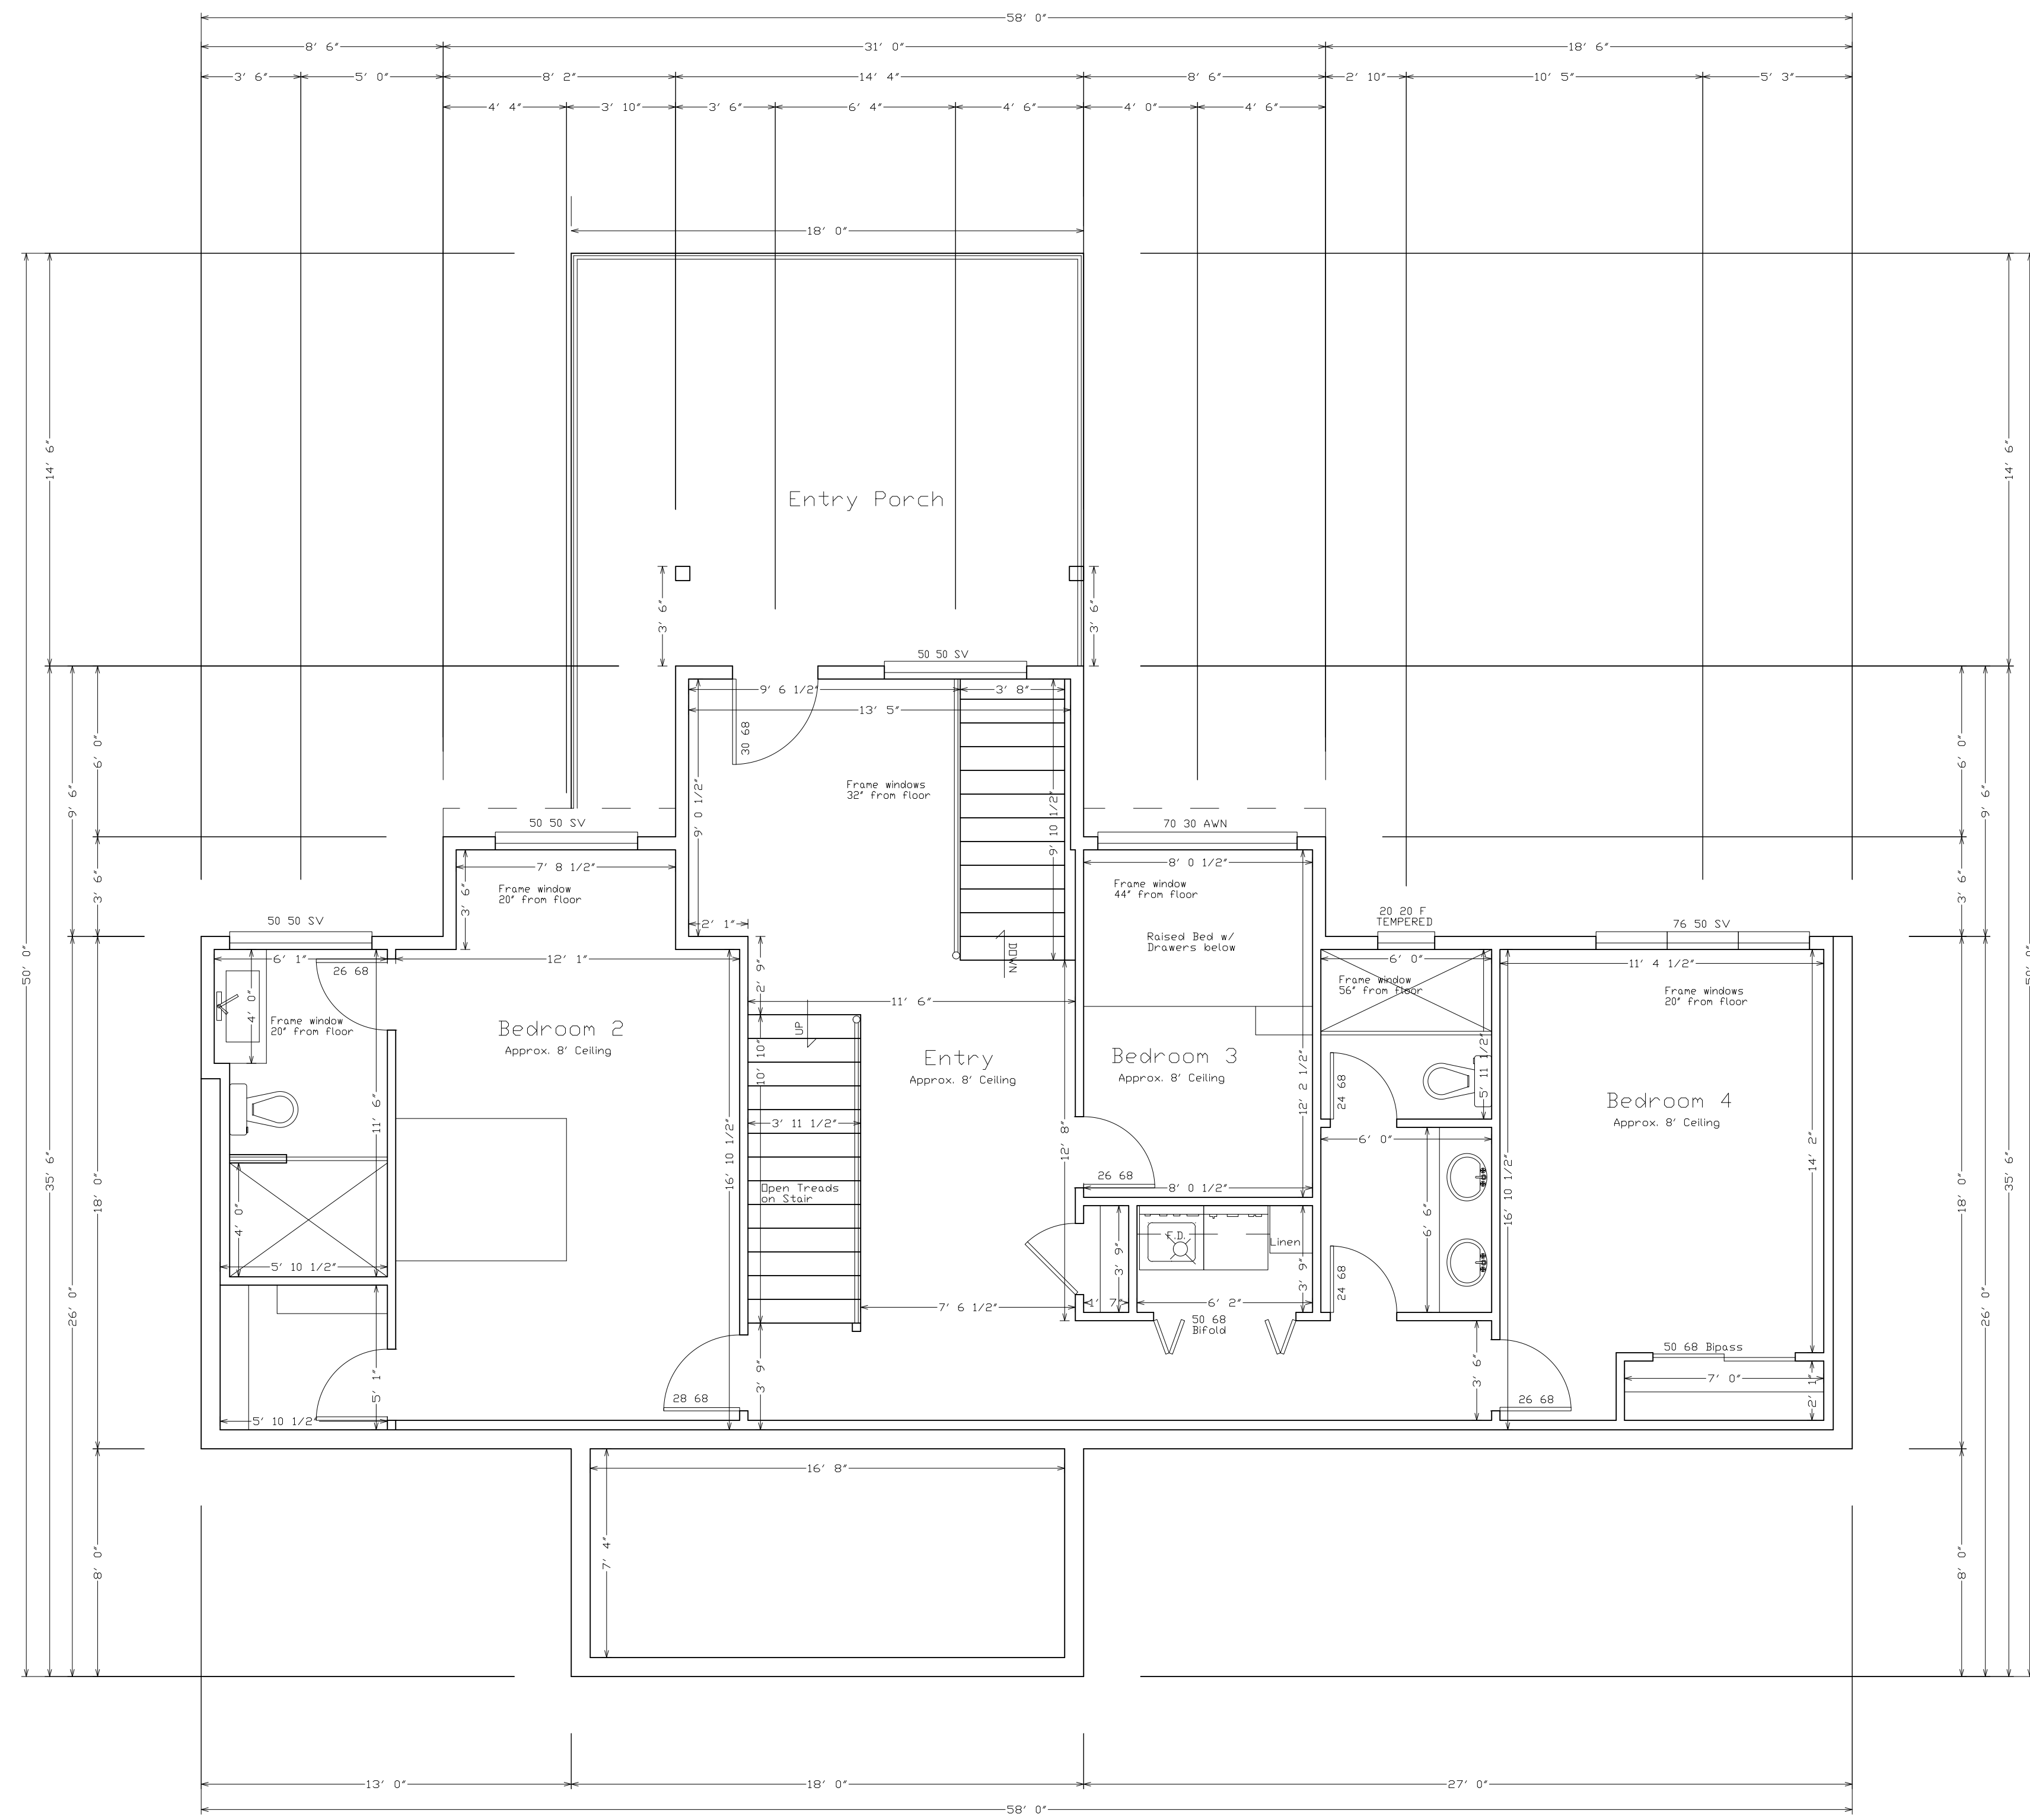 58' 0"
8' 6" 31' 0" 18' 6"
3' 6" 5' 0" 8' 2" 14' 4" 8' 6" 2' 10" 10' 5" 5' 3"
4' 4" 3' 10" 3' 6" 6' 4" 4' 6" 4' 0" 4' 6"
18' 0"
14' 6"
14' 6"
Entry Porch
3' 6"
3' 6"
50 50 SV
9' 6 1/2" 3' 8"
13' 5"
30 68
6' 0"
9' 6"
9' 0 1/2"
9' 10 1/2"
6' 0"
9' 6"
Frame windows
32" from floor
50 50 SV
70 30 AWN
7' 8 1/2"
8' 0 1/2"
3' 6"
3' 6"
3' 6"
Frame window
20" from floor
Frame window
44" from floor
50 50 SV
2' 1"
20 20 F
TEMPERED
76 50 SV
Raised Bed w/
Drawers below
DOWN
50' 0"
6' 1"
26 68
12' 1"
2' 9"
6' 0"
11' 4 1/2"
Frame window
56" from floor
Frame windows
20" from floor
4' 0"
11' 6"
Frame window
20" from floor
UP
Bedroom 2
Approx. 8' Ceiling
10' 10"
Entry
Approx. 8' Ceiling
Bedroom 3
Approx. 8' Ceiling
5' 11 1/2"
24 68
Bedroom 4
Approx. 8' Ceiling
11' 6"
3' 11 1/2"
12' 8"
12' 2 1/2"
6' 0"
14' 2"
35' 6"
18' 0"
16' 10 1/2"
Open Treads
on Stair
26 68
8' 0 1/2"
16' 10 1/2"
18' 0"
35' 6"
4' 0"
F.D.
Linen
6' 6"
3' 9"
3' 9"
24 68
5' 10 1/2"
26' 0"
7' 6 1/2"
1' 7"
6' 2"
50 68
Bifold
26' 0"
50 68 Bipass
5' 1"
3' 9"
28 68
3' 6"
26 68
7' 0"
2' 1"
5' 10 1/2"
16' 8"
7' 4"
8' 0"
8' 0"
13' 0" 18' 0" 27' 0"
58' 0"